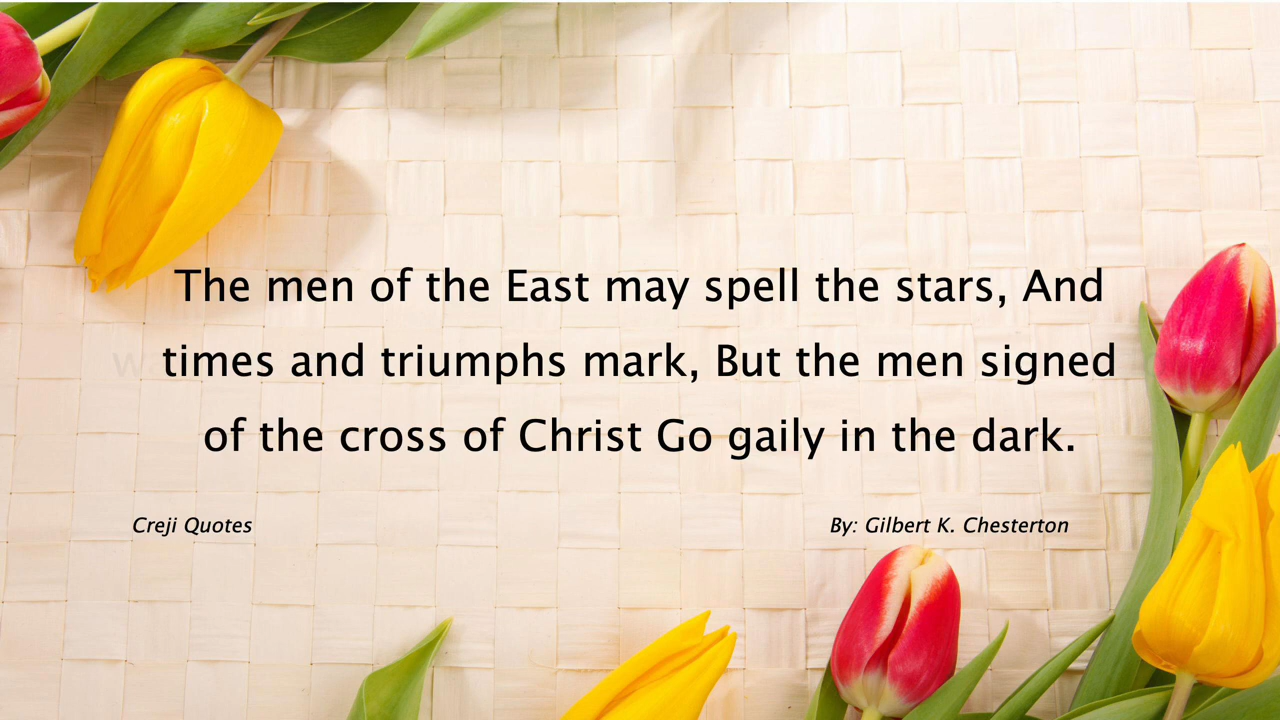 The men of the East may spell the stars, And
times and triumphs mark, But the men signed
of the cross of Christ Go gaily in the dark.
Creji Quotes
By: Gilbert K. Chesterton